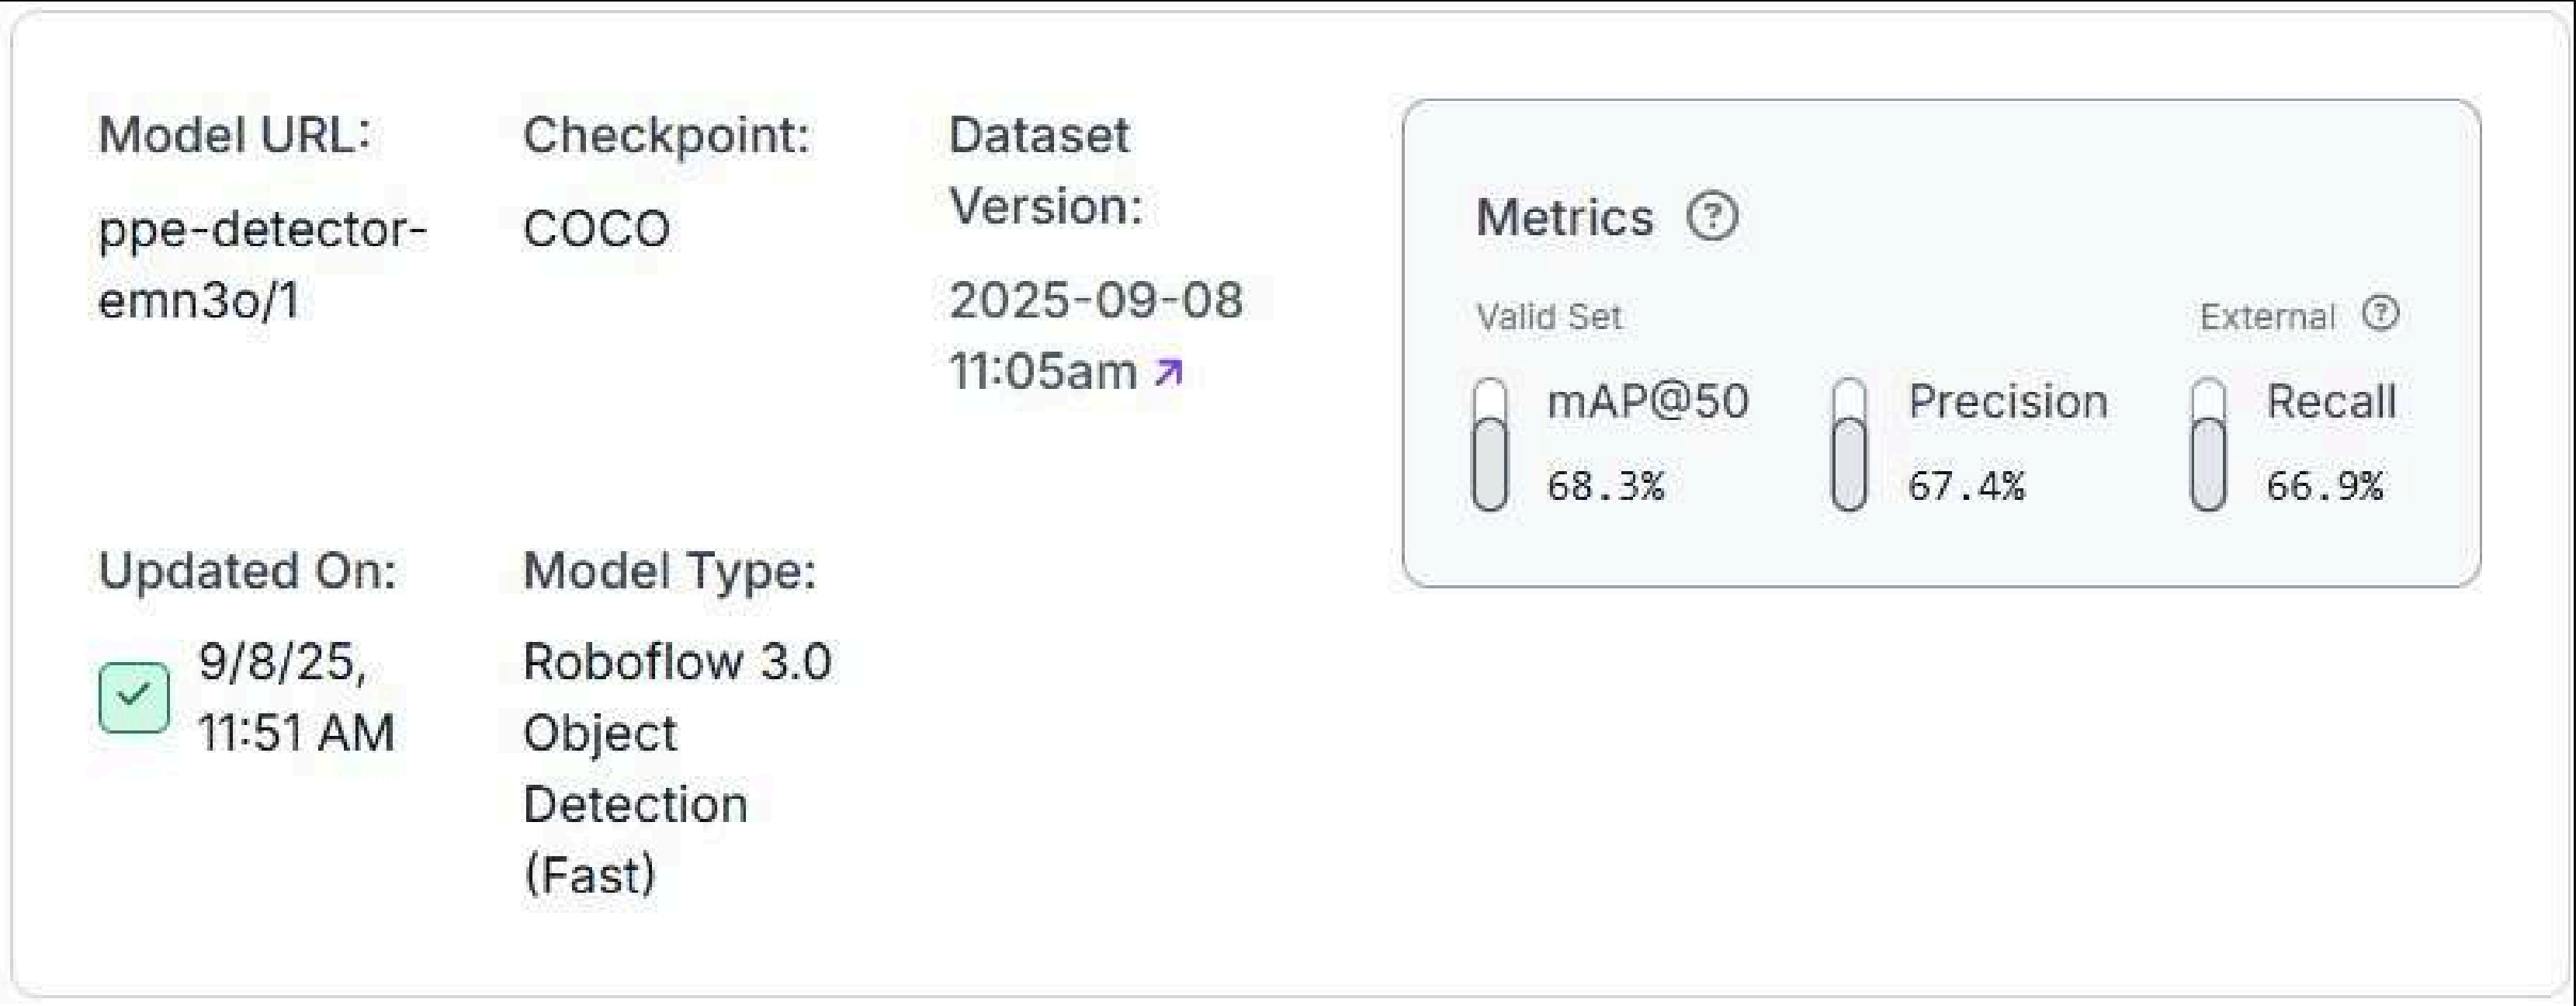 Model URL:
ppe-detector-
emn3o/1
Checkpoint:
COCO
Dataset
Version:
2025-09-08
11:05am
Updated On:
9/8/25,
11:51 AM
Model Type:
Roboflow 3.0
Object
Detection
(Fast)
Metrics
Valid Set
External
mAP@50
68.3%
Precision
67.4%
Recall
66.9%